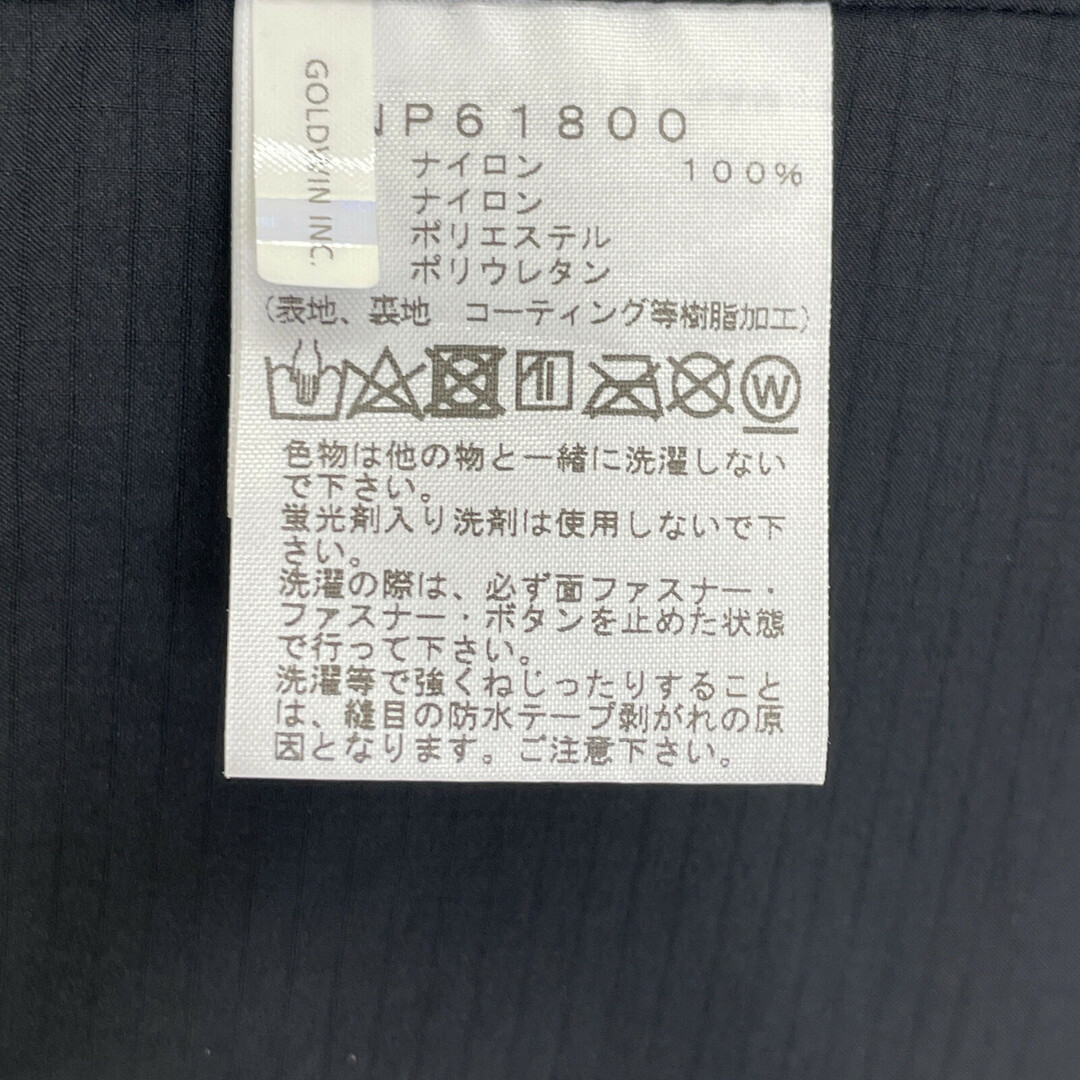 GOLDWIN INC.
NP61800
ナイロン 100%
ナイロン
ポリエステル
ポリウレタン
(表地、裏地 コーティング等樹脂加工)
W
色物は他の物と一緒に洗濯しない
で下さい。
蛍光剤入り洗剤は使用しないで下
さい。
洗濯の際は、必ず面ファスナー・
ファスナー・ボタンを止めた状態
で行って下さい。
洗濯等で強くねじったりすること
は、縫目の防水テープ剥がれの原
因となります。ご注意下さい。